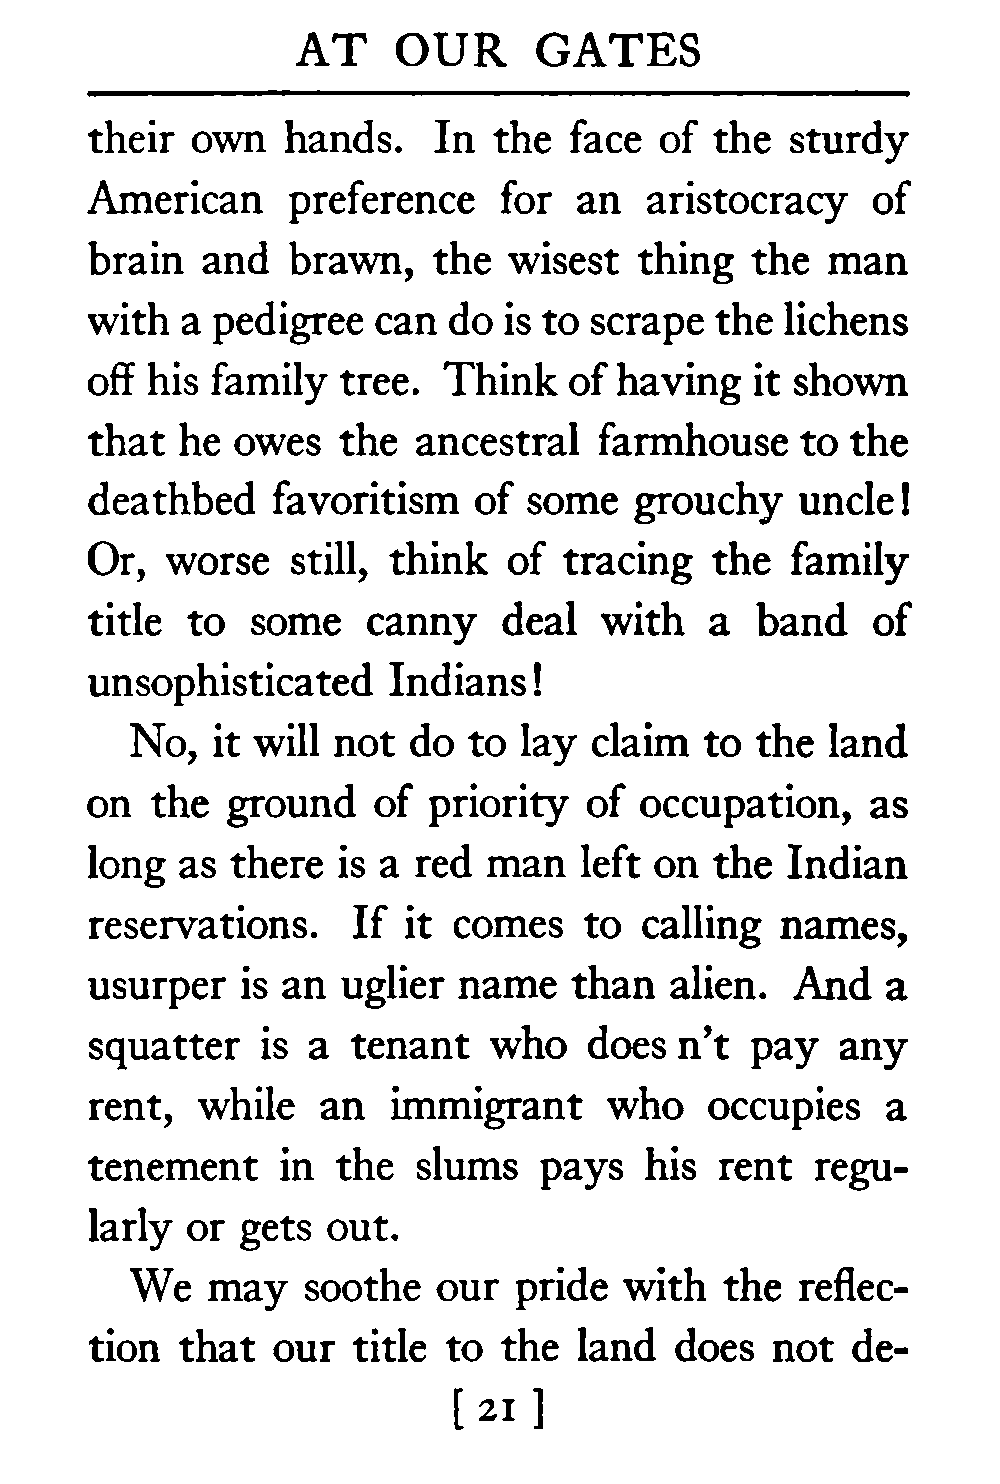 AT OUR GATES
their own hands. In the face of the sturdy
American preference for an aristocracy of
brain and brawn, the wisest thing the man
with a pedigree can do is to scrape the lichens
off his family tree. Think of having it shown
that he owes the ancestral farmhouse to the
deathbed favoritism of some grouchy uncle!
Or, worse still, think of tracing the family
title to some canny deal with a band of
unsophisticated Indians!
No, it will not do to lay claim to the land
on the ground of priority of occupation, as
long as there is a red man left on the Indian
reservations. If it comes to calling names,
usurper is an uglier name than alien. And a
squatter is a tenant who does n't pay any
rent, while an immigrant who occupies a
tenement in the slums pays his rent regu-
larly or gets out.
We may soothe our pride with the reflec-
tion that our title to the land does not de-
[ 21 ]